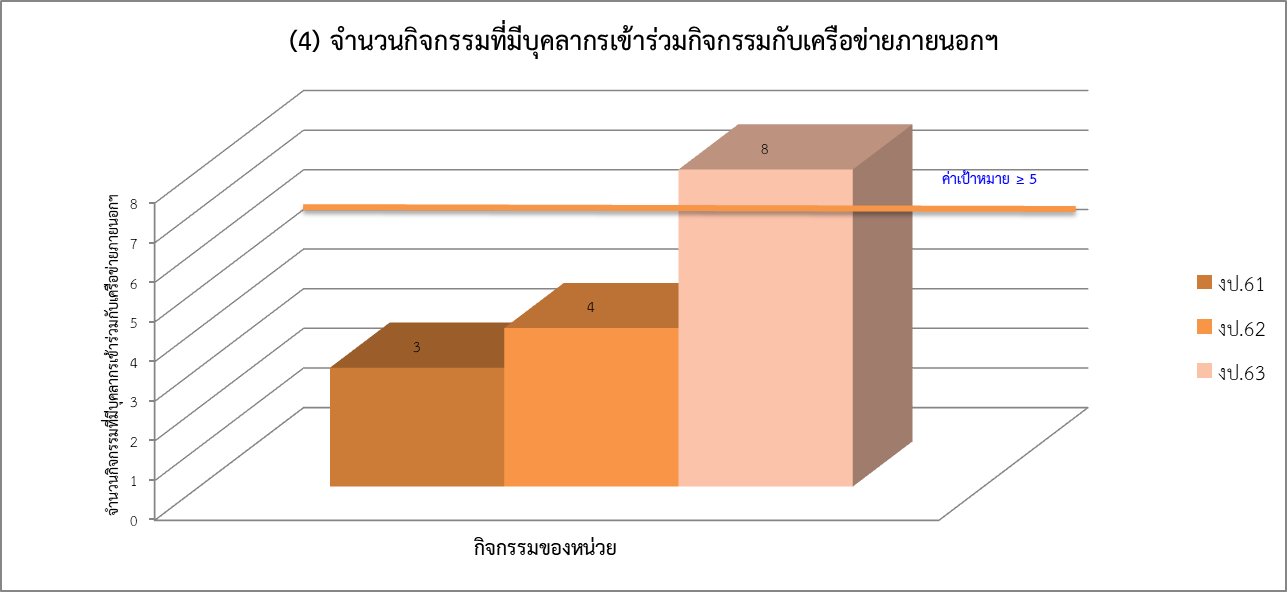 (4) จำนวนกิจกรรมที่มีบุคลากรเข้าร่วมกิจกรรมกับเครือข่ายภายนอกฯ
จำนวนกิจกรรมที่มีบุคลากรเข้าร่วมกับเครือข่ายภายนอกฯ
8
7
6
5
4
3
2
1
0
3
4
8
ค่าเป้าหมาย ≥ 5
งป.61
งป.62
งป.63
กิจกรรมของหน่วย